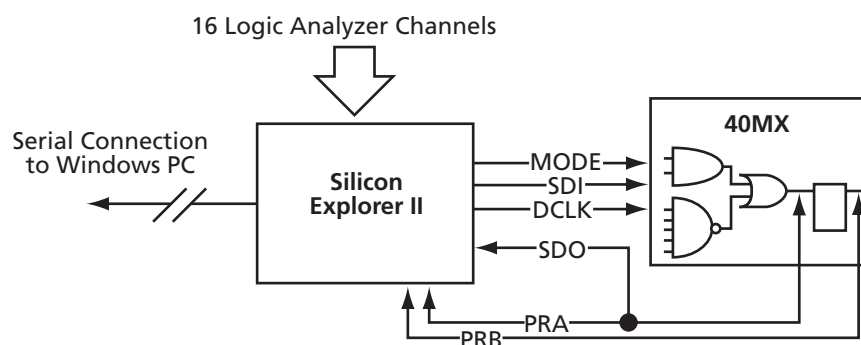 16 Logic Analyzer Channels
Serial Connection
to Windows PC
Silicon
Explorer II
MODE
SDI
DCLK
SDO
PRA
PRB
40MX